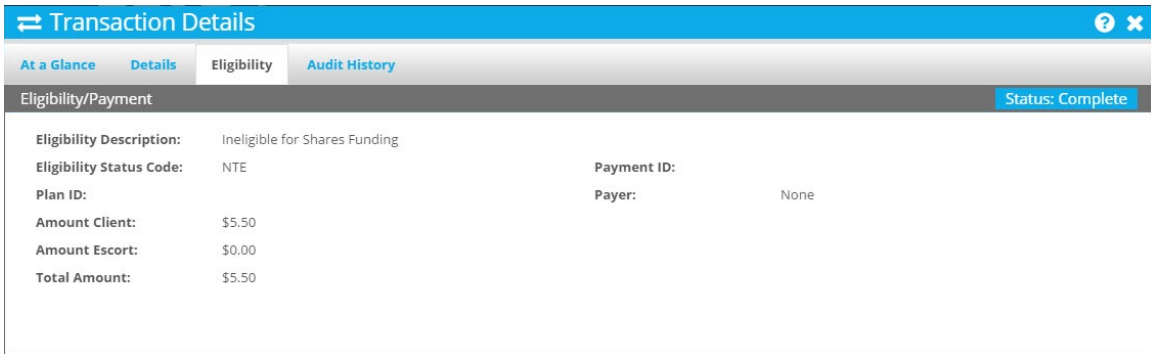 Transaction Details
At a Glance Details Eligibility Audit History
Eligibility/Payment Status: Complete
Eligibility Description: Ineligible for Shares Funding
Eligibility Status Code: NTE Payment ID:
Plan ID: Payer: None
Amount Client: $5.50
Amount Escort: $0.00
Total Amount: $5.50